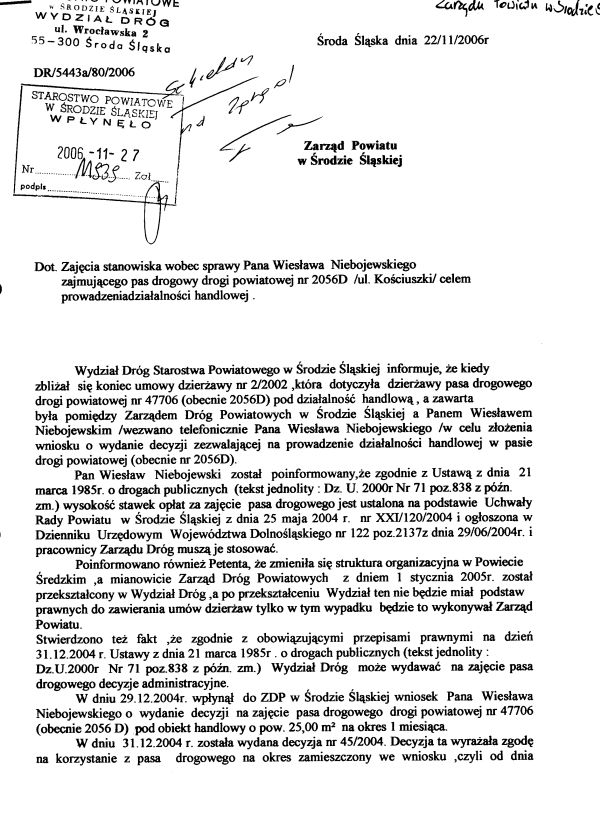 POWIATOWE
w ŚRODZIE ŚLĄSKIEJ
WYDZIAŁ DRÓG
ul. Wrocławska 2
55-300 Środa Śląska
Zarządu Powiatu w Środzie Ś
Środa Śląska dnia 22/11/2006r
DR/5443a/80/2006
STAROSTWO POWIATOWE
W ŚRODZIE ŚLĄSKIEJ
WPŁYNĘŁO
2006 -11- 27
Nr Zał
podpis
Zarząd Powiatu
w Środzie Śląskiej
Dot. Zajęcia stanowiska wobec sprawy Pana Wiesława Niebojewskiego
zajmującego pas drogowy drogi powiatowej nr 2056D /ul. Kościuszki/ celem
prowadzeniadziałalności handlowej .
Wydział Dróg Starostwa Powiatowego w Środzie Śląskiej informuje, że kiedy
zbliżał się koniec umowy dzierżawy nr 2/2002 ,która dotyczyła dzierżawy pasa drogowego
drogi powiatowej nr 47706 (obecnie 2056D) pod działalność handlową , a zawarta
była pomiędzy Zarządem Dróg Powiatowych w Środzie Śląskiej a Panem Wiesławem
Niebojewskim /wezwano telefonicznie Pana Wiesława Niebojewskiego /w celu złożenia
wniosku o wydanie decyzji zezwalającej na prowadzenie działalności handlowej w pasie
drogi powiatowej (obecnie nr 2056D).
Pan Wiesław Niebojewski został poinformowany,że zgodnie z Ustawą z dnia 21
marca 1985r. o drogach publicznych (tekst jednolity : Dz. U. 2000r Nr 71 poz.838 z późn.
zm.) wysokość stawek opłat za zajęcie pasa drogowego jest ustalona na podstawie Uchwały
Rady Powiatu w Środzie Śląskiej z dnia 25 maja 2004 r. nr XXI/120/2004 i ogłoszona w
Dzienniku Urzędowym Województwa Dolnośląskiego nr 122 poz.2137z dnia 29/06/2004r. i
pracownicy Zarządu Dróg muszą je stosować.
Poinformowano również Petenta, że zmieniła się struktura organizacyjna w Powiecie
Średzkim ,a mianowicie Zarząd Dróg Powiatowych z dniem 1 stycznia 2005r. został
przekształcony w Wydział Dróg ,a po przekształceniu Wydział ten nie będzie miał podstaw
prawnych do zawierania umów dzierżaw tylko w tym wypadku będzie to wykonywał Zarząd
Powiatu.
Stwierdzono też fakt ,że zgodnie z obowiązującymi przepisami prawnymi na dzień
31.12.2004 r. Ustawy z dnia 21 marca 1985r . o drogach publicznych (tekst jednolity :
Dz.U.2000r Nr 71 poz.838 z późn. zm.) Wydział Dróg może wydawać na zajęcie pasa
drogowego decyzje administracyjne.
W dniu 29.12.2004r. wpłynął do ZDP w Środzie Śląskiej wniosek Pana Wiesława
Niebojewskiego o wydanie decyzji na zajęcie pasa drogowego drogi powiatowej nr 47706
(obecnie 2056 D) pod obiekt handlowy o pow. 25,00 m² na okres 1 miesiąca.
W dniu 31.12.2004 r. została wydana decyzja nr 45/2004. Decyzja ta wyrażała zgodę
na korzystanie z pasa drogowego na okres zamieszczony we wniosku ,czyli od dnia